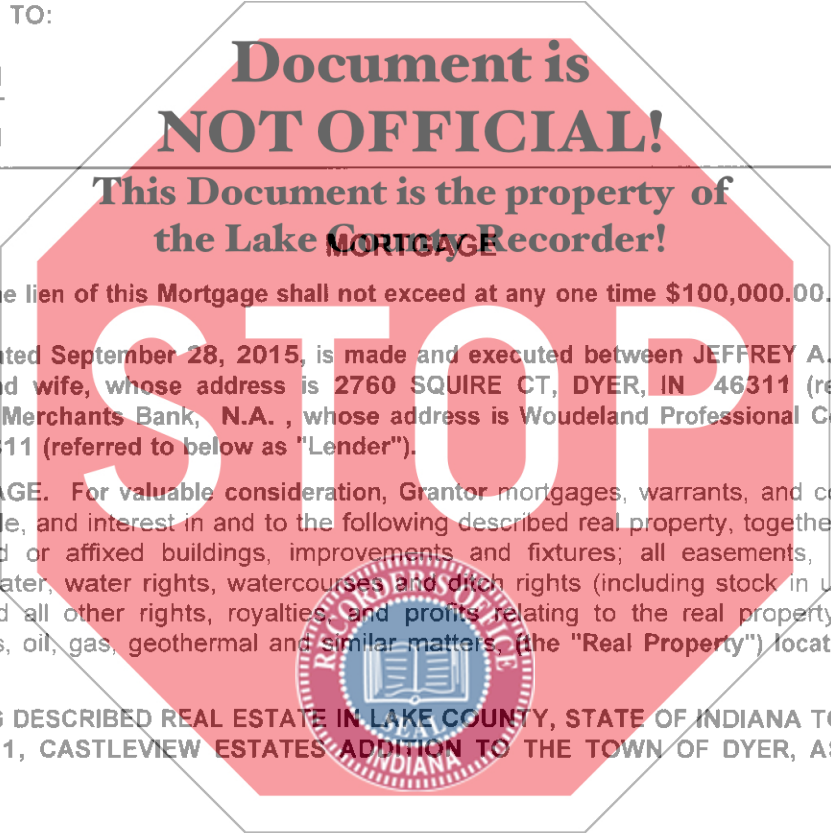 TO:
Document is
NOT OFFICIAL!
This Document is the property of
the Lake County Recorder!
MORTGAGE
e lien of this Mortgage shall not exceed at any one time $100,000.00.
ted September 28, 2015, is made and executed between JEFFREY A.
d wife, whose address is 2760 SQUIRE CT, DYER, IN 46311 (re
Merchants Bank, N.A. , whose address is Woudeland Professional C
11 (referred to below as "Lender").
STOP
AGE. For valuable consideration, Grantor mortgages, warrants, and co
le, and interest in and to the following described real property, togethe
d or affixed buildings, improvements and fixtures; all easements,
ater, water rights, watercourses and ditch rights (including stock in u
d all other rights, royalties, and profits relating to the real property
s, oil, gas, geothermal and similar matters, (the "Real Property") locat
RECORDER'S OFFICE
SEAL
INDIANA
G DESCRIBED REAL ESTATE IN LAKE COUNTY, STATE OF INDIANA TO
1, CASTLEVIEW ESTATES ADDITION TO THE TOWN OF DYER, AS